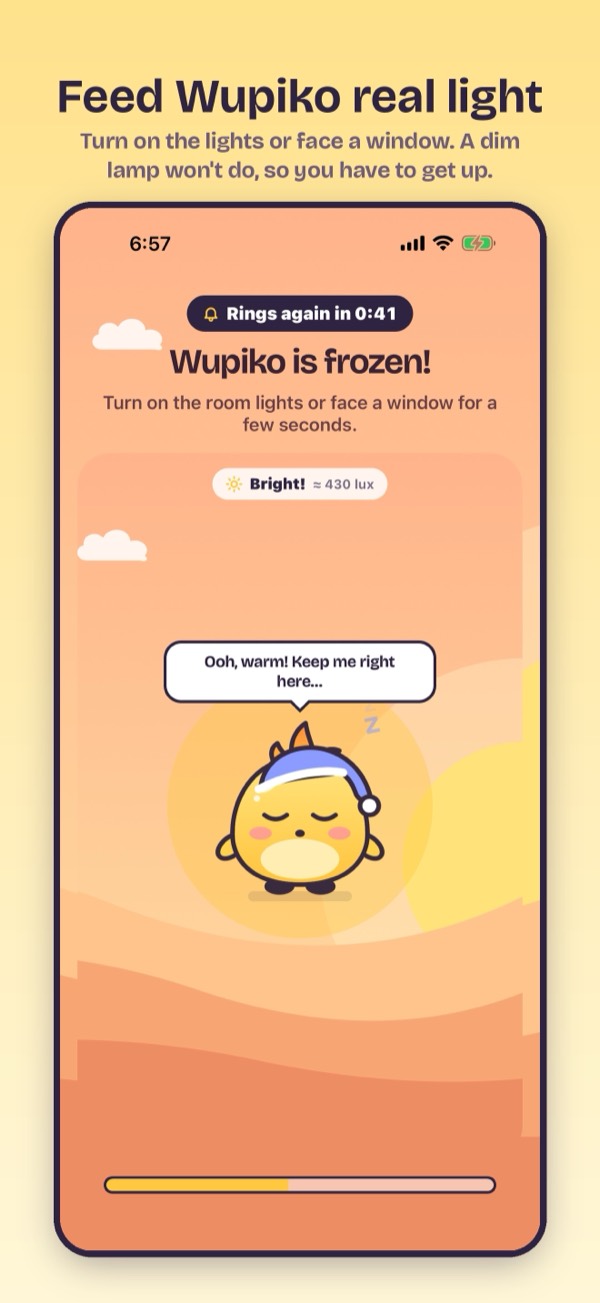 Feed Wupiko real light
Turn on the lights or face a window. A dim
lamp won't do, so you have to get up.
6:57
Rings again in 0:41
Wupiko is frozen!
Turn on the room lights or face a window for a
few seconds.
Bright! ≈ 430 lux
Ooh, warm! Keep me right
here...
z